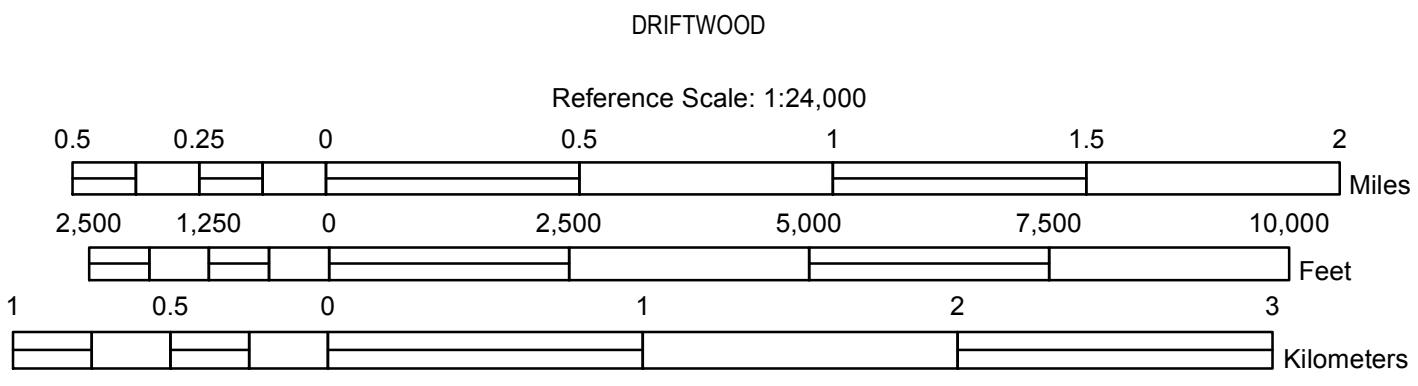 DRIFTWOOD
Reference Scale: 1:24,000
0.5 0.25 0 0.5 1 1.5 2
Miles
2,500 1,250 0 2,500 5,000 7,500 10,000
Feet
1 0.5 0 1 2 3
Kilometers